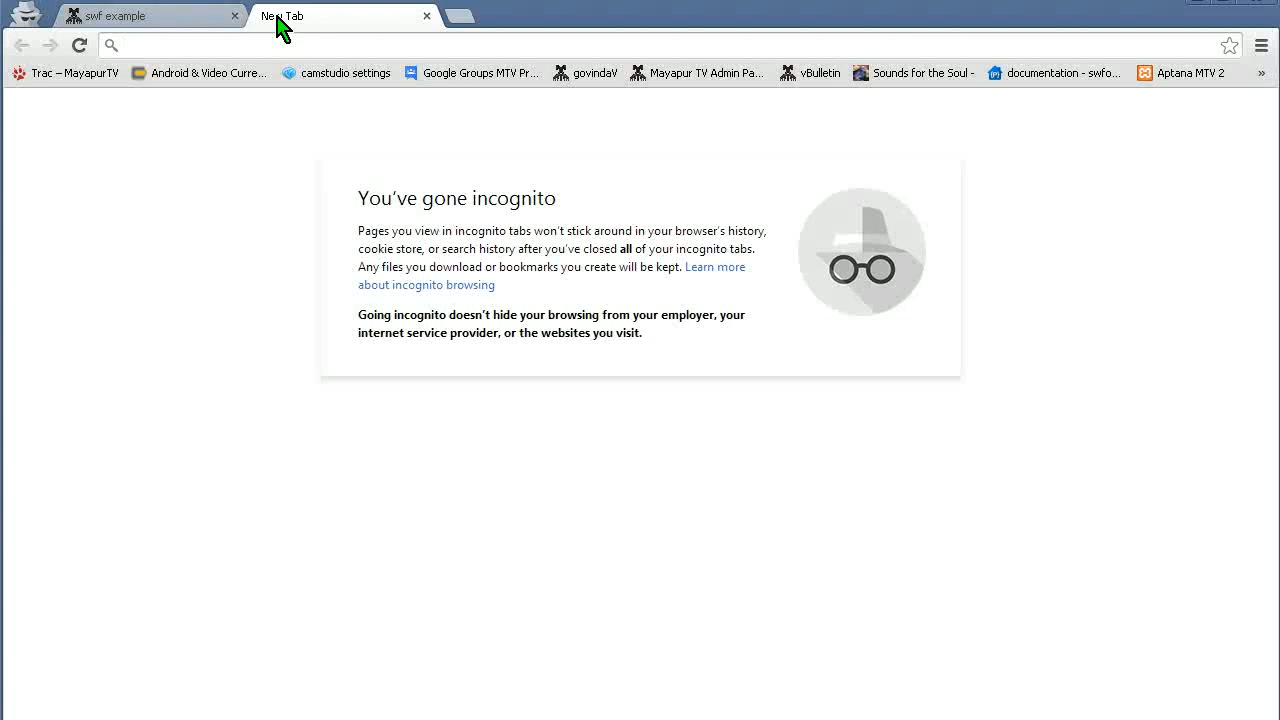 swf example
New Tab
Trac – MayapurTV
Android & Video Curre...
camstudio settings
Google Groups MTV Pr...
govindaV
Mayapur TV Admin Pa...
vBulletin
Sounds for the Soul -
documentation - swfo...
Aptana MTV 2
»
You've gone incognito
Pages you view in incognito tabs won't stick around in your browser's history,
cookie store, or search history after you've closed all of your incognito tabs.
Any files you download or bookmarks you create will be kept. Learn more
about incognito browsing
Going incognito doesn't hide your browsing from your employer, your
internet service provider, or the websites you visit.